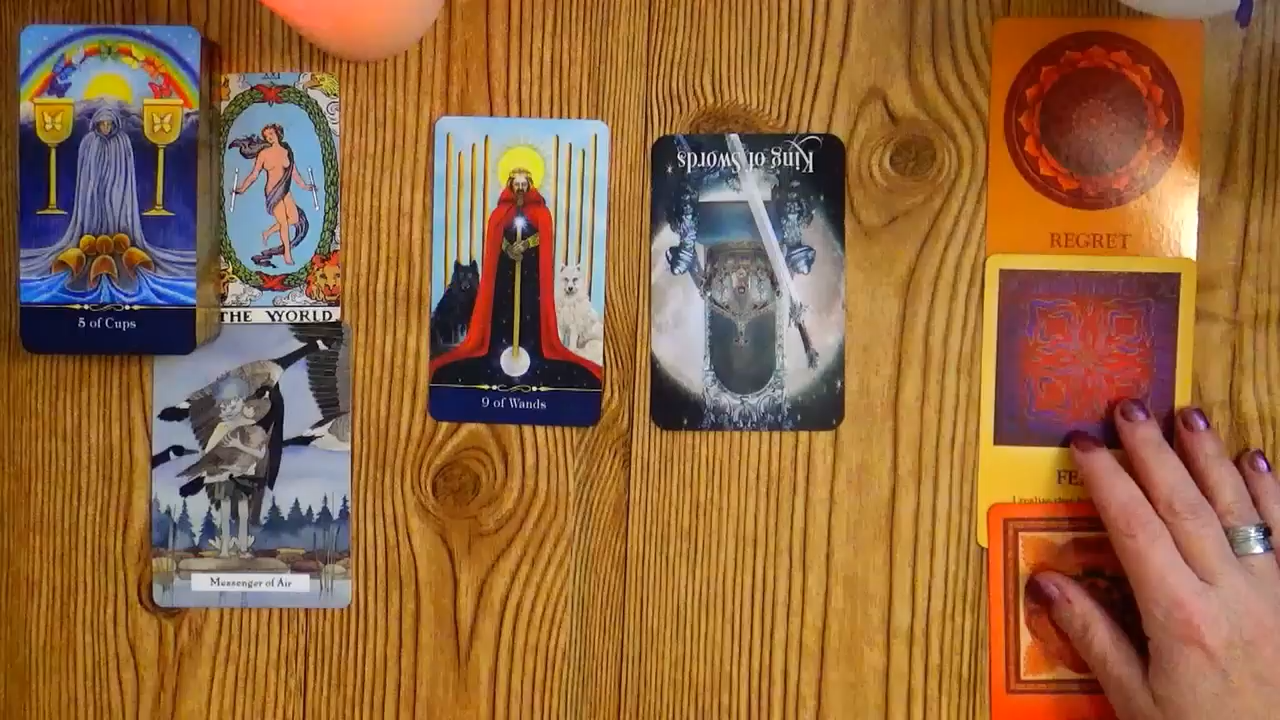 5 of Cups
THE WORLD
Messenger of Air
9 of Wands
King of Swords
REGRET